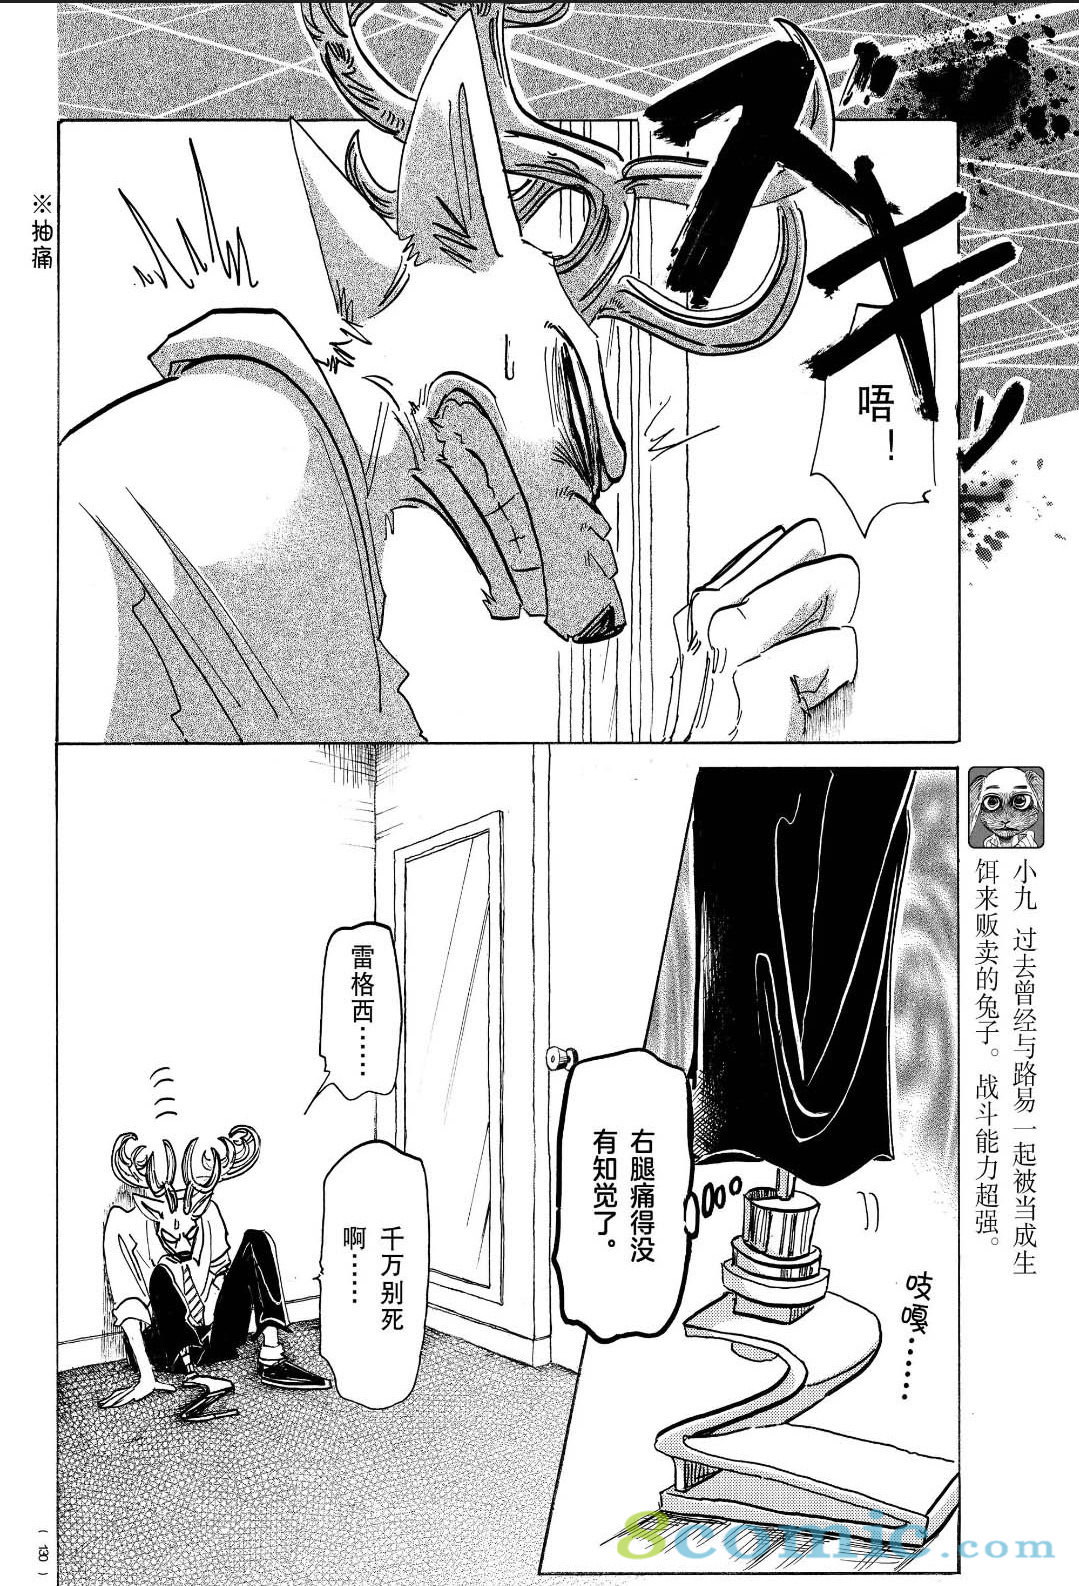 ズキッ
※抽痛
唔！
小九 过去曾经与路易一起被当成生
饵来贩卖的兔子。战斗能力超强。
吱嘎……
右腿痛得没
有知觉了。
雷格西……
千万别死
啊……
(130)
8comic.com